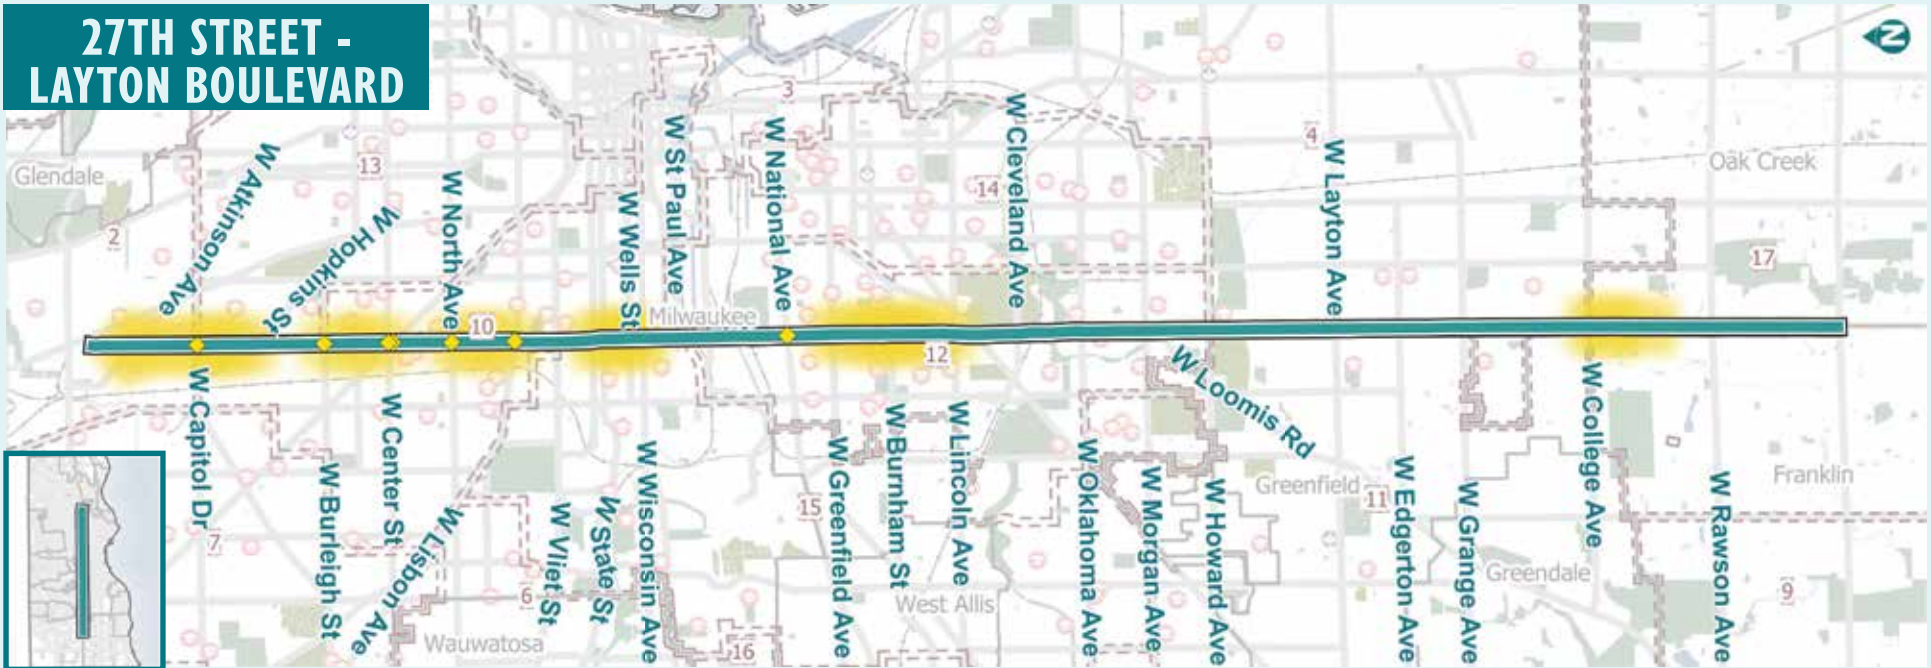 27TH STREET -
LAYTON BOULEVARD
N
Glendale
2
13
3
4
14
17
10
12
7
6
15
16
11
9
Oak Creek
Milwaukee
Franklin
Greenfield
Greendale
West Allis
Wauwatosa
W Atkinson Ave
W Hopkins St
W North Ave
W Wells St
W St Paul Ave
W National Ave
W Cleveland Ave
W Layton Ave
W Capitol Dr
W Burleigh St
W Center St
W Lisbon Ave
W Vliet St
W State St
W Wisconsin Ave
W Greenfield Ave
W Burnham St
W Lincoln Ave
W Oklahoma Ave
W Morgan Ave
W Howard Ave
W Loomis Rd
W Edgerton Ave
W Grange Ave
W College Ave
W Rawson Ave